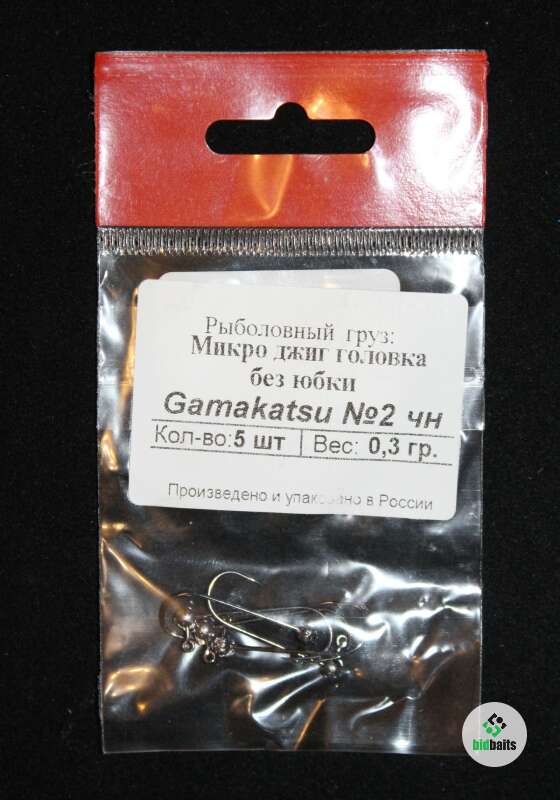 Рыболовный груз:
Микро джиг головка
без юбки
Gamakatsu №2 чн
Кол-во: 5 шт | Вес: 0,3 гр.
Произведено и упаковано в России
bidbaits